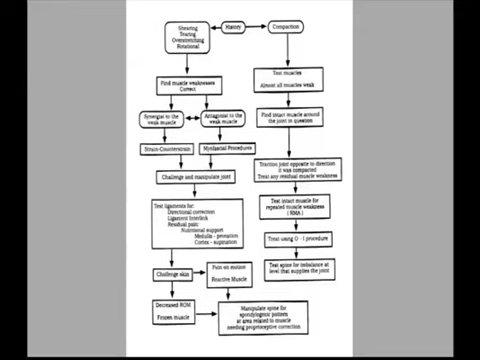 Shearing
Tearing
Overstretching
Rotational
History
Compaction
Find muscle weaknesses
Correct
Test muscles
Almost all muscles weak
Synergist to the
weak muscle
Antagonist to the
weak muscle
Find intact muscle around
the joint in question
Strain-Counterstrain
Myofascial Procedures
Challenge and manipulate joint
Traction joint opposite to direction
it was compacted
Treat any residual muscle weakness
Test ligaments for:
Directional correction
Ligament Interlock
Residual pain:
Nutritional support
Medulla - pronation
Cortex - supination
Test intact muscle for
repeated muscle weakness
( RMA )
Treat using O - I procedure
Test spine for imbalance at
level that supplies the joint
Challenge skin
Pain on motion
Reactive Muscle
Decreased ROM
Frozen muscle
Manipulate spine for
spondylogenic pattern
at area related to muscle
needing proprioceptive correction